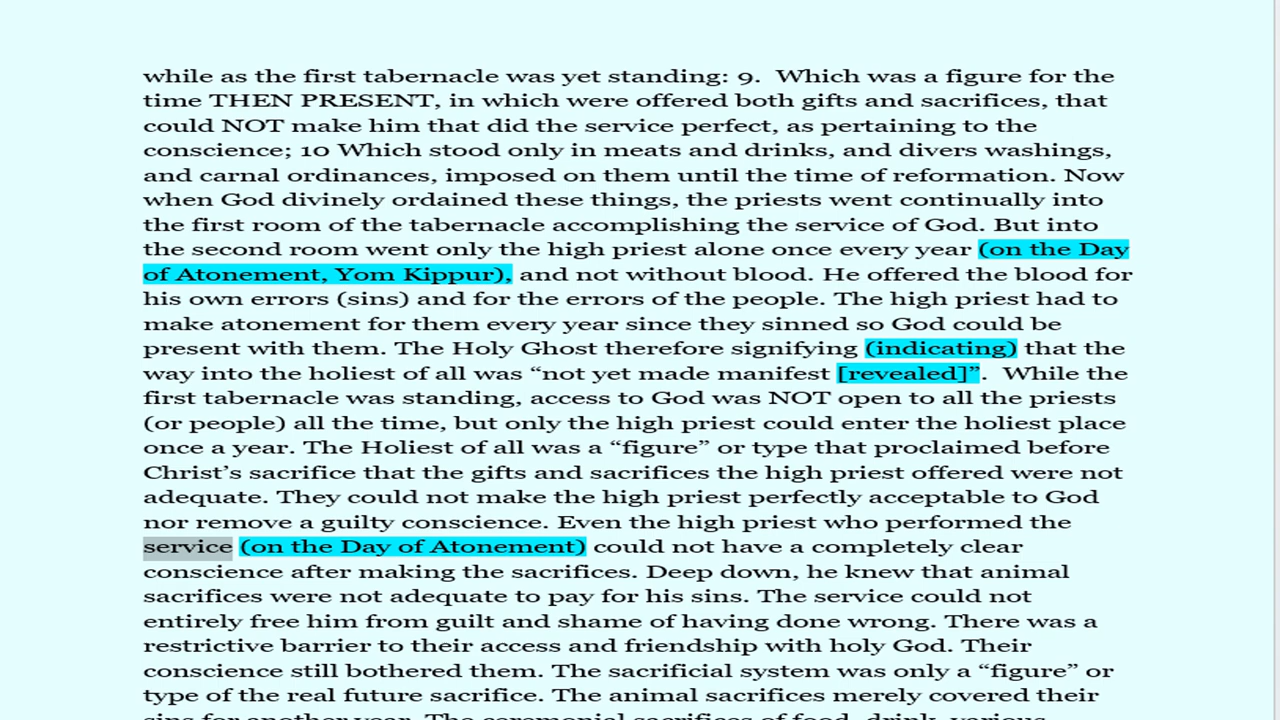 while as the first tabernacle was yet standing: 9.  Which was a figure for the
time THEN PRESENT, in which were offered both gifts and sacrifices, that
could NOT make him that did the service perfect, as pertaining to the
conscience; 10 Which stood only in meats and drinks, and divers washings,
and carnal ordinances, imposed on them until the time of reformation. Now
when God divinely ordained these things, the priests went continually into
the first room of the tabernacle accomplishing the service of God. But into
the second room went only the high priest alone once every year (on the Day
of Atonement, Yom Kippur), and not without blood. He offered the blood for
his own errors (sins) and for the errors of the people. The high priest had to
make atonement for them every year since they sinned so God could be
present with them. The Holy Ghost therefore signifying (indicating) that the
way into the holiest of all was “not yet made manifest [revealed]”.  While the
first tabernacle was standing, access to God was NOT open to all the priests
(or people) all the time, but only the high priest could enter the holiest place
once a year. The Holiest of all was a “figure” or type that proclaimed before
Christ’s sacrifice that the gifts and sacrifices the high priest offered were not
adequate. They could not make the high priest perfectly acceptable to God
nor remove a guilty conscience. Even the high priest who performed the
service (on the Day of Atonement) could not have a completely clear
conscience after making the sacrifices. Deep down, he knew that animal
sacrifices were not adequate to pay for his sins. The service could not
entirely free him from guilt and shame of having done wrong. There was a
restrictive barrier to their access and friendship with holy God. Their
conscience still bothered them. The sacrificial system was only a “figure” or
type of the real future sacrifice. The animal sacrifices merely covered their
sins for another year. The ceremonial sacrifices of food, drink, various